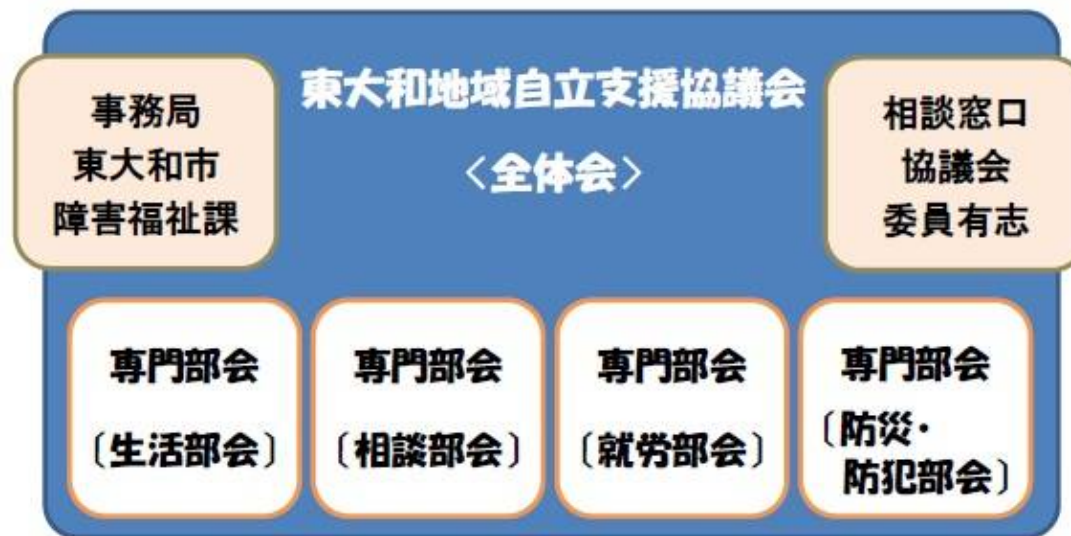 東大和地域自立支援協議会
＜全体会＞
事務局
東大和市
障害福祉課
相談窓口
協議会
委員有志
専門部会
〔生活部会〕
専門部会
〔相談部会〕
専門部会
〔就労部会〕
専門部会
〔防災・
防犯部会〕